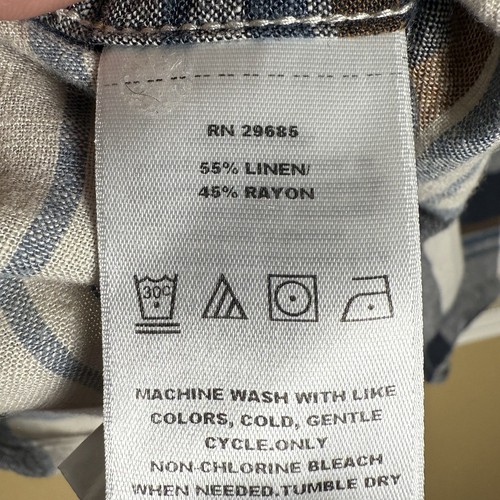 RN 29685
55% LINEN/
45% RAYON
30C
MACHINE WASH WITH LIKE
COLORS, COLD, GENTLE
CYCLE.ONLY
NON-CHLORINE BLEACH
WHEN NEEDED.TUMBLE DRY